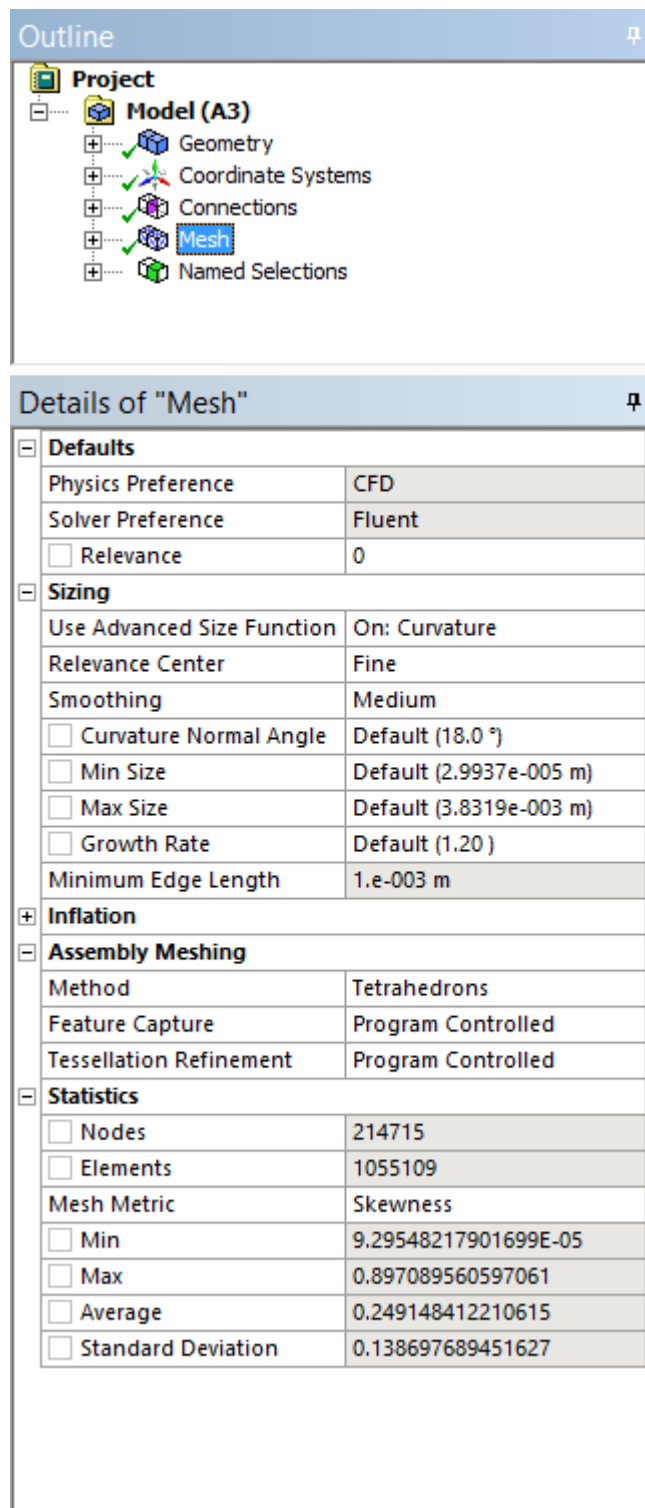 Outline
Project
Model (A3)
Geometry
Coordinate Systems
Connections
Mesh
Named Selections
Details of "Mesh"
Defaults
Physics Preference CFD
Solver Preference Fluent
Relevance 0
Sizing
Use Advanced Size Function On: Curvature
Relevance Center Fine
Smoothing Medium
Curvature Normal Angle Default (18.0 °)
Min Size Default (2.9937e-005 m)
Max Size Default (3.8319e-003 m)
Growth Rate Default (1.20 )
Minimum Edge Length 1.e-003 m
Inflation
Assembly Meshing
Method Tetrahedrons
Feature Capture Program Controlled
Tessellation Refinement Program Controlled
Statistics
Nodes 214715
Elements 1055109
Mesh Metric Skewness
Min 9.29548217901699E-05
Max 0.897089560597061
Average 0.249148412210615
Standard Deviation 0.138697689451627